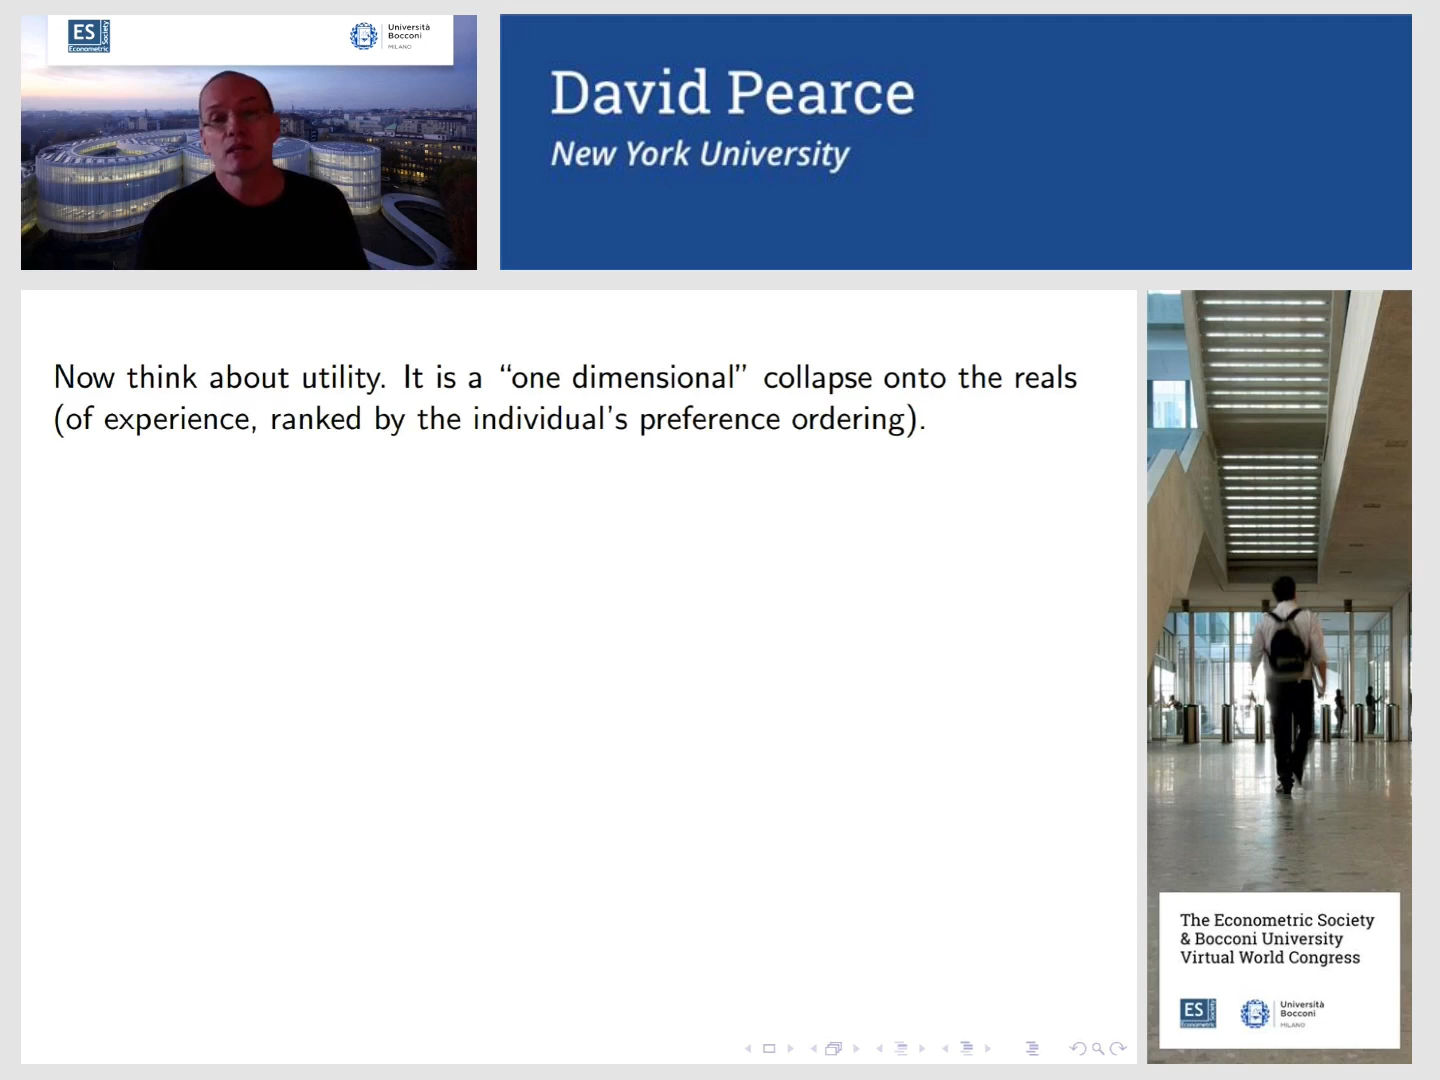 ES
Econometric
Society
Università
Bocconi
MILANO
David Pearce
New York University
Now think about utility. It is a “one dimensional” collapse onto the reals
(of experience, ranked by the individual’s preference ordering).
The Econometric Society
& Bocconi University
Virtual World Congress
ES
Econometric
Society
Università
Bocconi
MILANO